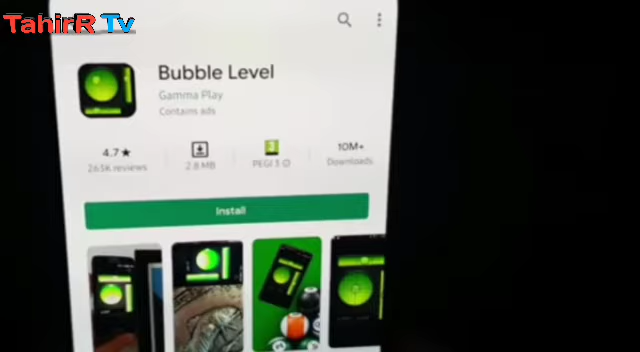 TahirR Tv
Bubble Level
Gamma Play
Contains ads
4.7★
263K reviews
2.8 MB
3
PEGI 3
10M+
Downloads
Install